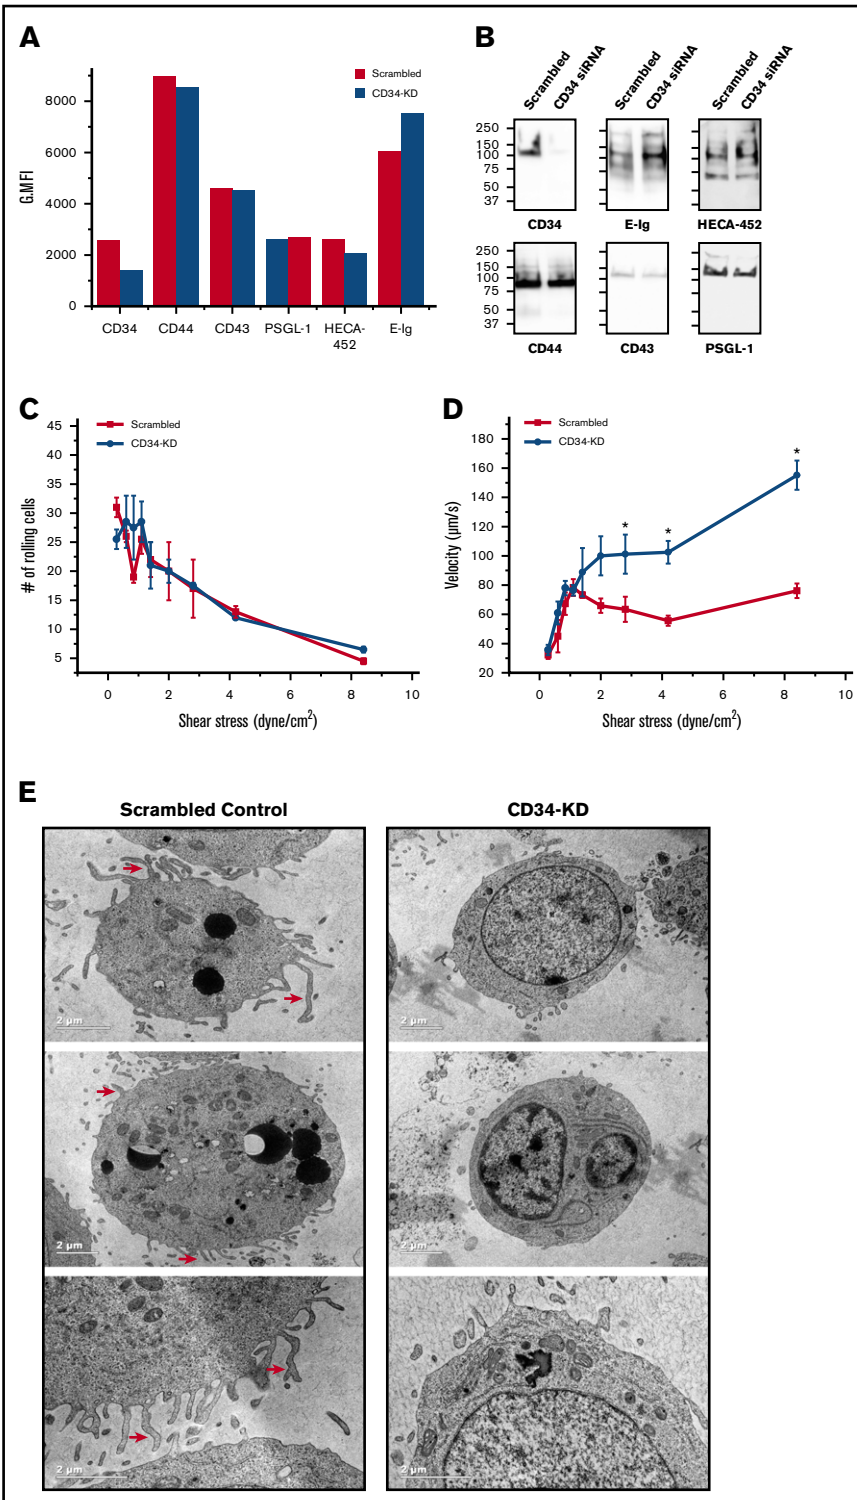 A
Scrambled
CD34-KD
G.MFI
8000
6000
4000
2000
0
CD34
CD44
CD43
PSGL-1
HECA-
452
E-Ig
B
Scrambled
CD34 siRNA
Scrambled
CD34 siRNA
Scrambled
CD34 siRNA
250
150
100
75
50
37
CD34
E-Ig
HECA-452
250
150
100
75
50
37
CD44
CD43
PSGL-1
C
Scrambled
CD34-KD
# of rolling cells
45
40
35
30
25
20
15
10
5
0
2
4
6
8
10
Shear stress (dyne/cm²)
D
Scrambled
CD34-KD
Velocity (µm/s)
180
160
140
120
100
80
60
40
20
*
*
*
0
2
4
6
8
10
Shear stress (dyne/cm²)
E
Scrambled Control
CD34-KD
2 µm
2 µm
2 µm
2 µm
2 µm
2 µm